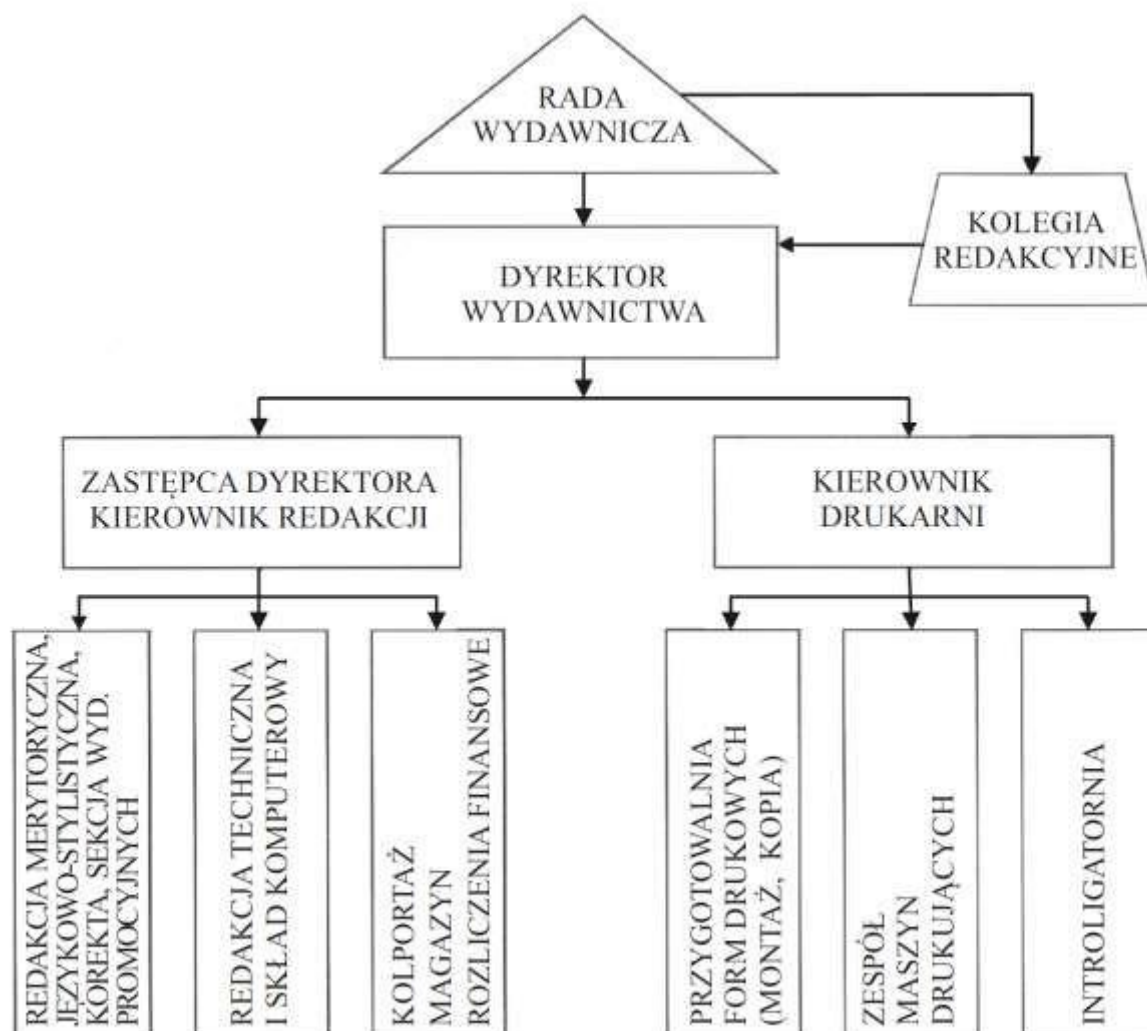 RADA
WYDAWNICZA
KOLEGIA
REDAKCYJNE
DYREKTOR
WYDAWNICTWA
ZASTĘPCA DYREKTORA
KIEROWNIK REDAKCJI
KIEROWNIK
DRUKARNI
REDAKCJA MERYTORYCZNA,
JĘZYKOWO-STYLISTYCZNA,
KOREKTA, SEKCJA WYD.
PROMOCYJNYCH
REDAKCJA TECHNICZNA
I SKŁAD KOMPUTEROWY
KOLPORTAŻ
MAGAZYN
ROZLICZENIA FINANSOWE
PRZYGOTOWALNIA
FORM DRUKOWYCH
(MONTAŻ, KOPIA)
ZESPÓŁ
MASZYN
DRUKUJĄCYCH
INTROLIGATORNIA